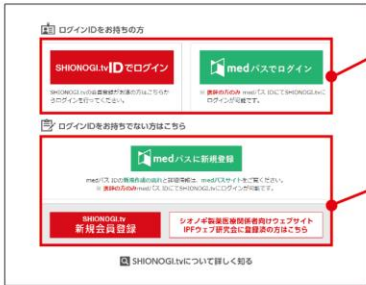 ログインIDをお持ちの方
SHIONOGI.tv IDでログイン
medパスでログイン
SHIONOGI.tvの会員登録がお済の方はこちらか
らログインを行ってください。
※ 医師の方のみ medパス IDにてSHIONOGI.tvに
ログインが可能です。
ログインIDをお持ちでない方はこちら
medパスに新規登録
medパス IDの新規作成の流れと詳細情報は、medパスサイトをご覧ください。
※ 医師の方のみmedパス IDにてSHIONOGI.tvにログインが可能です。
SHIONOGI.tv
新規会員登録
シオノギ製薬医療関係者向けウェブサイト
IPFウェブ研究会に登録済の方はこちら
SHIONOGI.tvについて詳しく知る